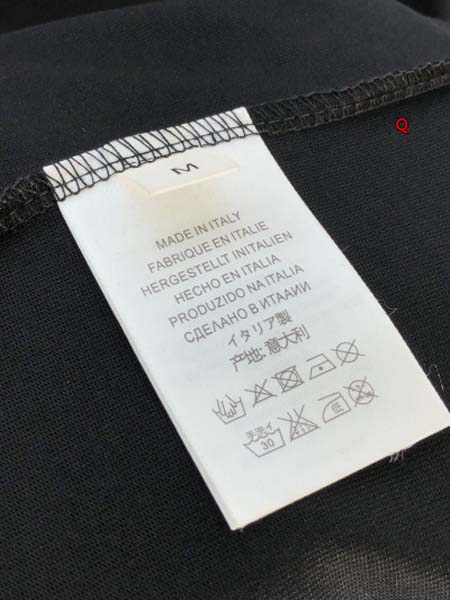 Q
M
MADE IN ITALY
FABRIQUE EN ITALIE
HERGESTELLT INITALIEN
HECHO EN ITALIA
PRODUZIDO NA ITALIA
СДЕЛАНО В ИТААИИ
イタリア製
产地:意大利
30 低